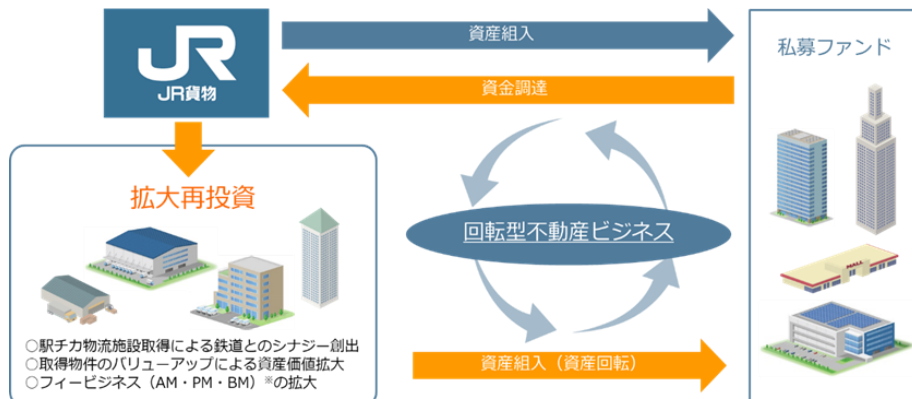 JR
JR貨物
資産組入
資金調達
私募ファンド
拡大再投資
回転型不動産ビジネス
○駅チカ物流施設取得による鉄道とのシナジー創出
○取得物件のバリューアップによる資産価値拡大
○フィービジネス（AM・PM・BM）※の拡大
資産組入（資産回転）